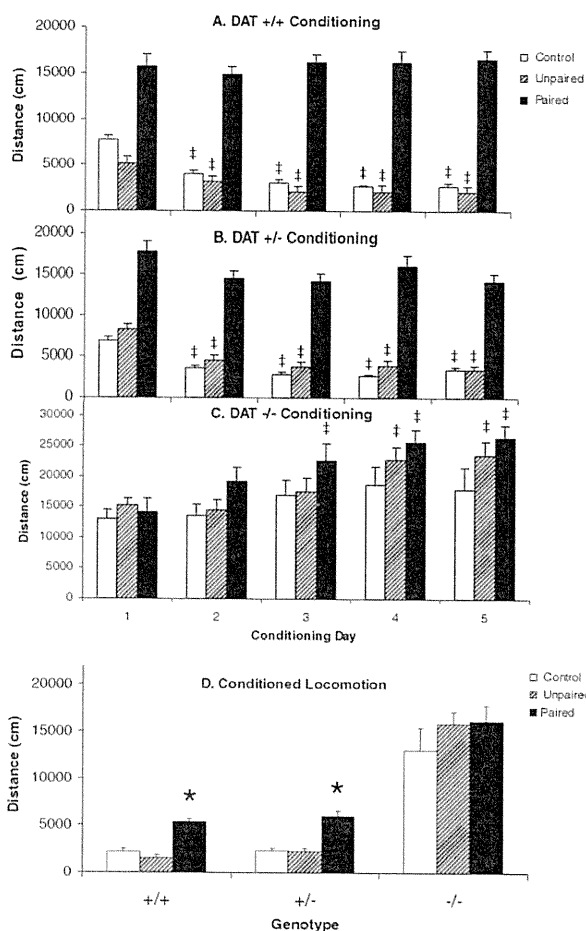 A. DAT +/+ Conditioning
20000
15000
10000
5000
0
Distance (cm)
Control
Unpaired
Paired
‡ ‡ ‡ ‡ ‡ ‡ ‡ ‡
B. DAT +/- Conditioning
20000
15000
10000
5000
0
Distance (cm)
‡ ‡ ‡ ‡ ‡ ‡ ‡ ‡
C. DAT -/- Conditioning
30000
25000
20000
15000
10000
5000
0
Distance (cm)
‡ ‡ ‡ ‡ ‡
1 2 3 4 5
Conditioning Day
D. Conditioned Locomotion
20000
15000
10000
5000
0
Distance (cm)
Control
Unpaired
Paired
* *
+/+ +/- -/-
Genotype